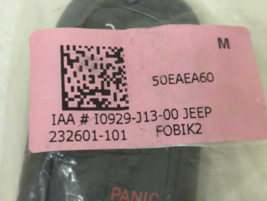 M
50EAEA60
IAA # I0929-J13-00 JEEP
232601-101 FOBIK2
PANIC